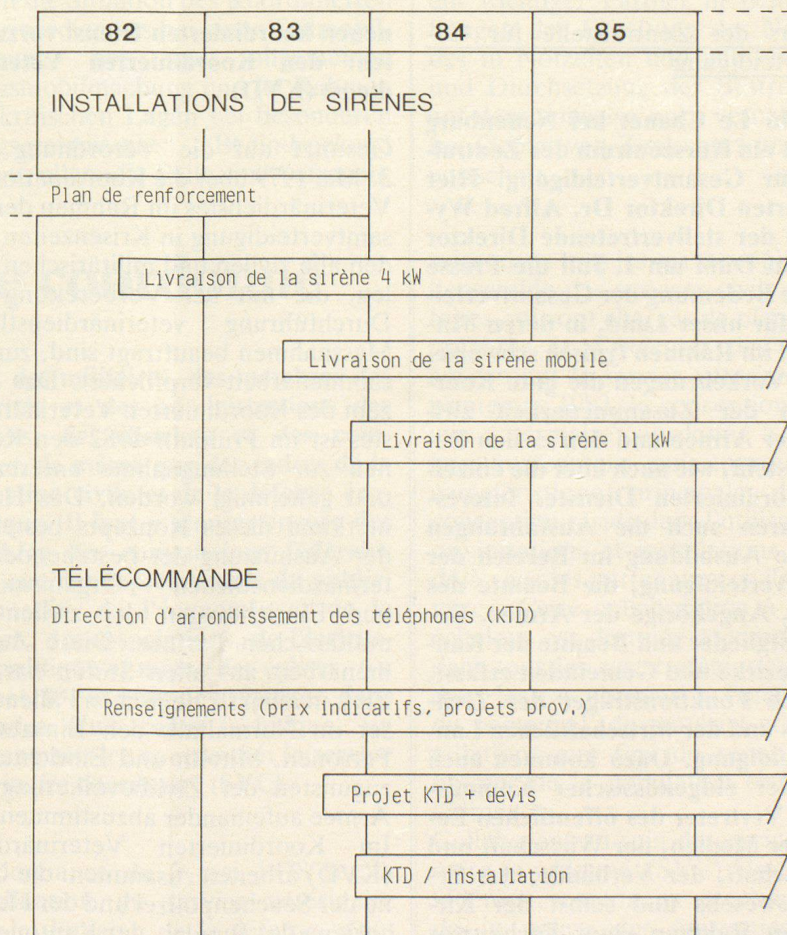 82 83 84 85
INSTALLATIONS DE SIRÈNES
Plan de renforcement
Livraison de la sirène 4 kW
Livraison de la sirène mobile
Livraison de la sirène 11 kW
TÉLÉCOMMANDE
Direction d'arrondissement des téléphones (KTD)
Renseignements (prix indicatifs, projets prov.)
Projet KTD + devis
KTD / installation